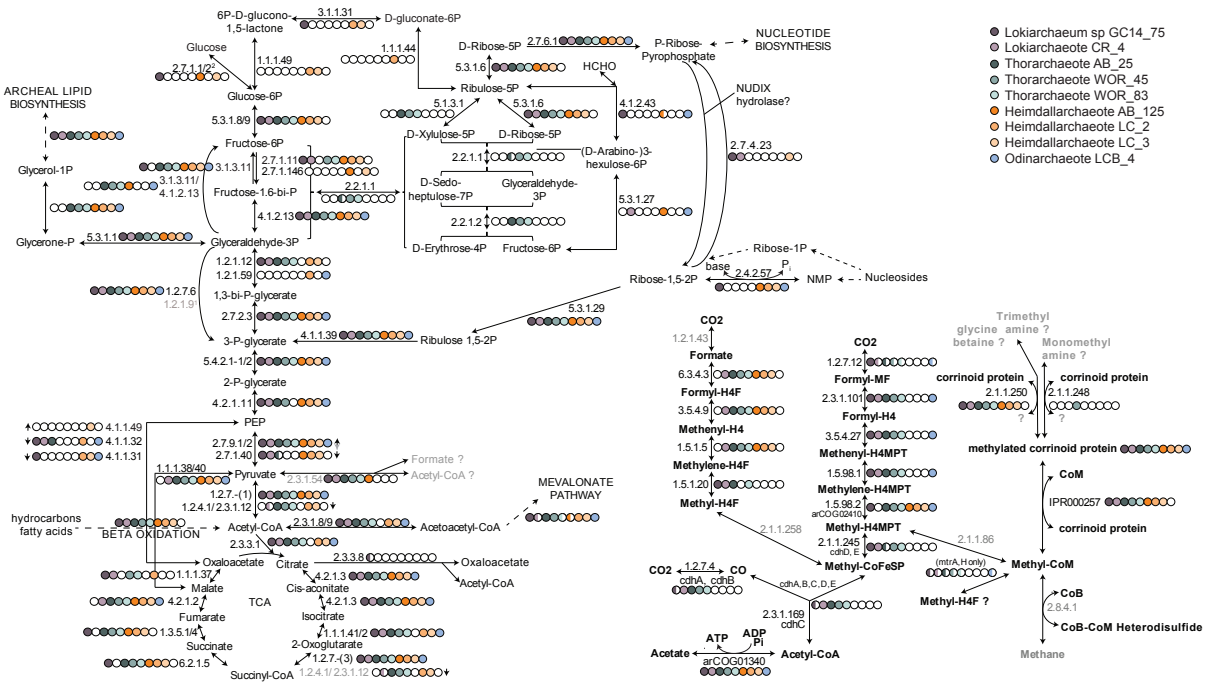 6P-D-glucono-
1,5-lactone
3.1.1.31
D-gluconate-6P
Glucose
2.7.1.1/2²
1.1.1.49
1.1.1.44
Glucose-6P
ARCHEAL LIPID
BIOSYNTHESIS
5.3.1.8/9
Fructose-6P
Glycerol-1P
3.1.3.11
3.1.3.11/
4.1.2.13
2.7.1.11
2.7.1.146
Fructose-1.6-bi-P
2.2.1.1
4.1.2.13
Glycerone-P
5.3.1.1
Glyceraldehyde-3P
1.2.1.12
1.2.1.59
1.2.7.6
1.2.1.9¹
1,3-bi-P-glycerate
2.7.2.3
3-P-glycerate
4.1.1.39
Ribulose 1,5-2P
5.3.1.29
5.4.2.1-1/2
2-P-glycerate
4.2.1.11
PEP
4.1.1.49
4.1.1.32
4.1.1.31
2.7.9.1/2
2.7.1.40
1.1.1.38/40
Pyruvate
2.3.1.54
Formate ?
Acetyl-CoA ?
1.2.7.-(1)
1.2.4.1/ 2.3.1.12
MEVALONATE
PATHWAY
hydrocarbons
fatty acids
BETA OXIDATION
Acetyl-CoA
2.3.1.8/9
Acetoacetyl-CoA
2.3.3.1
Oxaloacetate
Citrate
2.3.3.8
Oxaloacetate
Acetyl-CoA
1.1.1.37
Malate
4.2.1.3
Cis-aconitate
TCA
4.2.1.2
4.2.1.3
Fumarate
Isocitrate
1.3.5.1/4
1.1.1.41/2
Succinate
2-Oxoglutarate
6.2.1.5
1.2.7.-(3)
Succinyl-CoA
1.2.4.1/ 2.3.1.12
D-Ribose-5P
2.7.6.1
P-Ribose-
Pyrophosphate
NUCLEOTIDE
BIOSYNTHESIS
5.3.1.6
HCHO
Ribulose-5P
NUDIX
hydrolase?
5.1.3.1
5.3.1.6
4.1.2.43
D-Xylulose-5P
D-Ribose-5P
(D-Arabino-)3-
hexulose-6P
2.2.1.1
2.7.4.23
D-Sedo-
heptulose-7P
Glyceraldehyde-
3P
5.3.1.27
2.2.1.2
D-Erythrose-4P
Fructose-6P
Ribose-1P
Ribose-1,5-2P
base
Pi
2.4.2.57
NMP
Nucleosides
Lokiarchaeum sp GC14_75
Lokiarchaeote CR_4
Thorarchaeote AB_25
Thorarchaeote WOR_45
Thorarchaeote WOR_83
Heimdallarchaeote AB_125
Heimdallarchaeote LC_2
Heimdallarchaeote LC_3
Odinarchaeote LCB_4
CO2
1.2.1.43
Formate
6.3.4.3
Formyl-H4F
3.5.4.9
Methenyl-H4
1.5.1.5
Methylene-H4F
1.5.1.20
Methyl-H4F
2.1.1.258
CO2
1.2.7.12
Formyl-MF
2.3.1.101
Formyl-H4
3.5.4.27
Methenyl-H4MPT
1.5.98.1
Methylene-H4MPT
1.5.98.2
arCOG02410
Methyl-H4MPT
2.1.1.245
cdhD, E
Methyl-CoFeSP
2.1.1.86
(mtrA, H only)
Methyl-H4F ?
CO2
1.2.7.4
CO
cdhA, cdhB
cdhA, B, C, D, E
2.3.1.169
cdhC
ATP
ADP
Pi
Acetate
arCOG01340
Acetyl-CoA
Trimethyl
amine ?
glycine
betaine ?
Monomethyl
amine ?
corrinoid protein
corrinoid protein
2.1.1.250
2.1.1.248
?
?
methylated corrinoid protein
CoM
IPR000257
corrinoid protein
Methyl-CoM
CoB
2.8.4.1
CoB-CoM Heterodisulfide
Methane